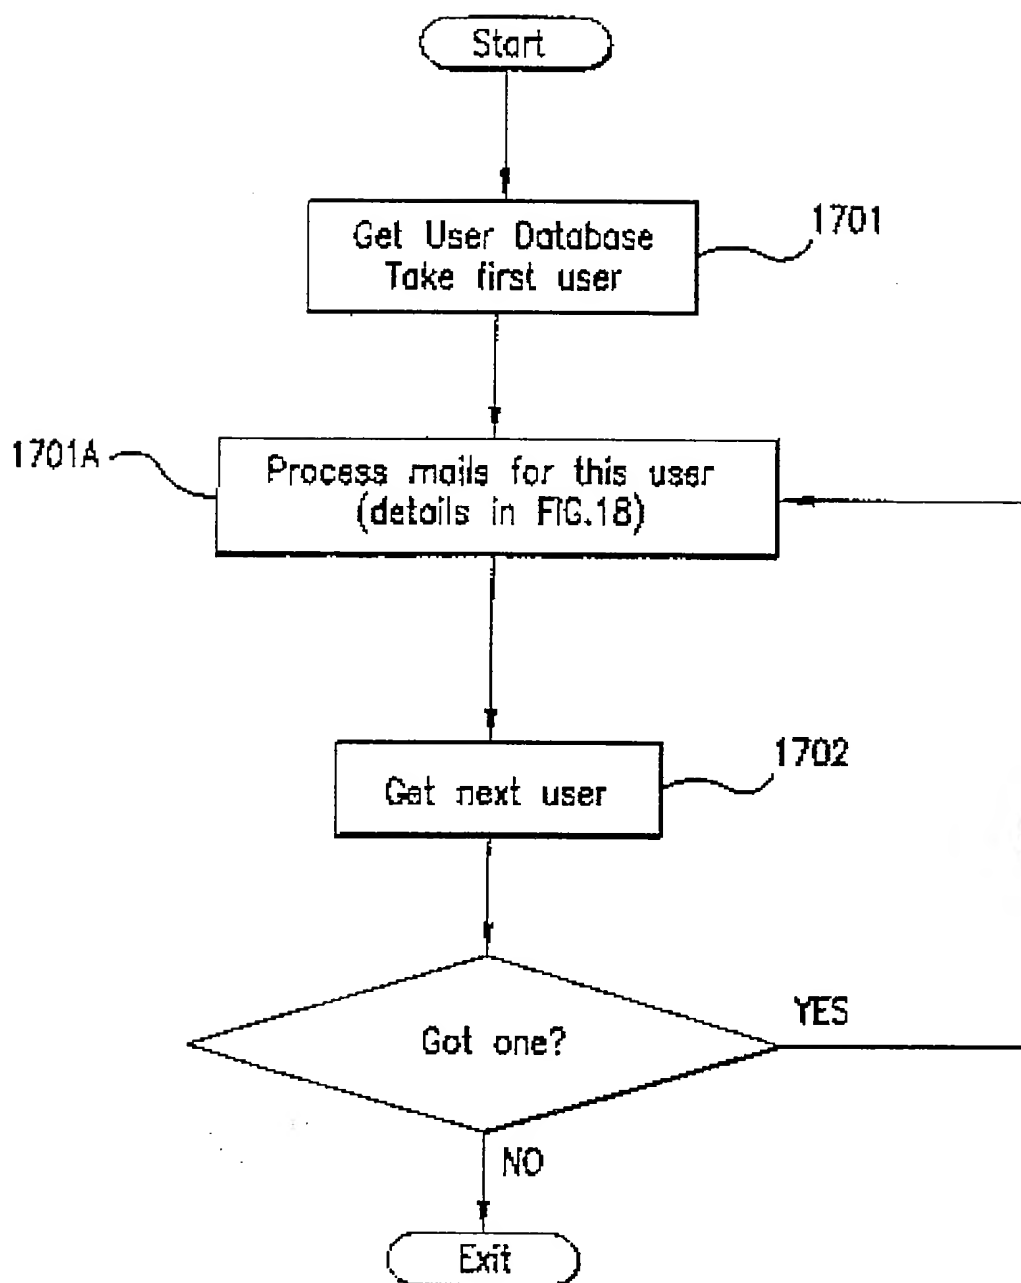 Start
Get User Database
Take first user
1701
1701A
Process mails for this user
(details in FIG.18)
Get next user
1702
Got one?
YES
NO
Exit